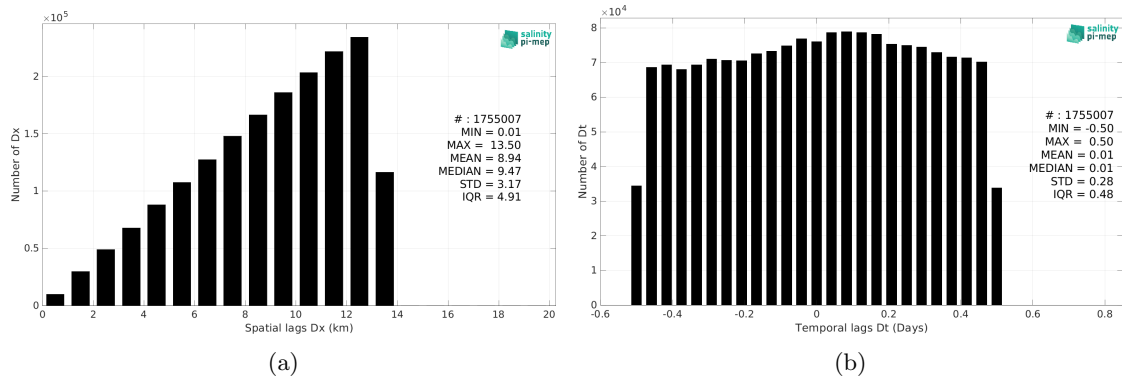 ×10⁵
salinity
pi-mep
# : 1755007
MIN = 0.01
MAX = 13.50
MEAN = 8.94
MEDIAN = 9.47
STD = 3.17
IQR = 4.91
Number of Dx
2
1.5
1
0.5
0
0 2 4 6 8 10 12 14 16 18 20
Spatial lags Dx (km)
(a)
×10⁴
salinity
pi-mep
# : 1755007
MIN = -0.50
MAX = 0.50
MEAN = 0.01
MEDIAN = 0.01
STD = 0.28
IQR = 0.48
Number of Dt
8
7
6
5
4
3
2
1
0
-0.6 -0.4 -0.2 0 0.2 0.4 0.6 0.8
Temporal lags Dt (Days)
(b)